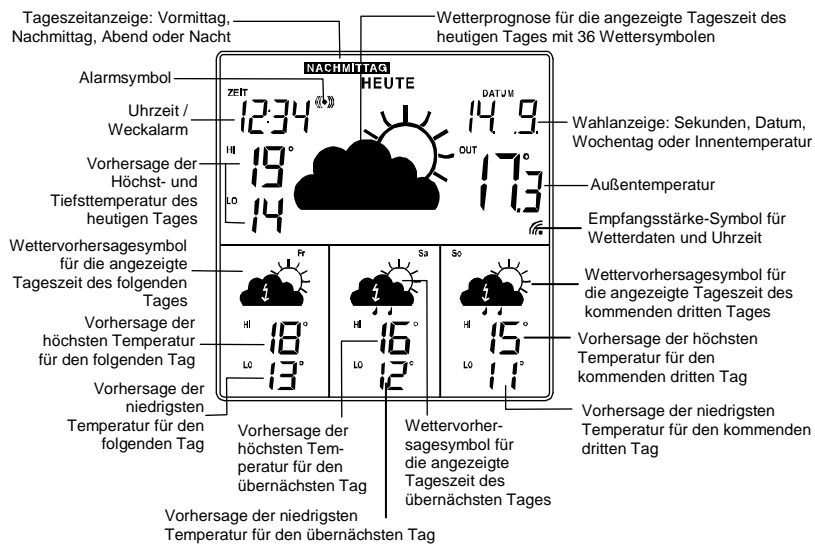 Tageszeitanzeige: Vormittag,
Nachmittag, Abend oder Nacht
Wetterprognose für die angezeigte Tageszeit des
heutigen Tages mit 36 Wettersymbolen
Alarmsymbol
Uhrzeit /
Weckalarm
Vorhersage der
Höchst- und
Tiefsttemperatur des
heutigen Tages
NACHMITTAG
HEUTE
ZEIT
12:34
DATUM
14. 9.
HI
19°
LO
14
OUT
17.3°
Wahlanzeige: Sekunden, Datum,
Wochentag oder Innentemperatur
Außentemperatur
Empfangsstärke-Symbol für
Wetterdaten und Uhrzeit
Wettervorhersagesymbol
für die angezeigte
Tageszeit des folgenden
Tages
Vorhersage der
höchsten Temperatur
für den folgenden Tag
Vorhersage der
niedrigsten
Temperatur für den
folgenden Tag
Fr
HI
18°
LO
13°
Sa
HI
16°
LO
12°
So
HI
15°
LO
11°
Wettervorhersagesymbol für
die angezeigte Tageszeit des
kommenden dritten Tages
Vorhersage der höchsten
Temperatur für den
kommenden dritten Tag
Vorhersage der niedrigsten
Temperatur für den kommenden
dritten Tag
Vorhersage der
höchsten Tem-
peratur für den
übernächsten Tag
Wettervorher-
sagesymbol für
die angezeigte
Tageszeit des
übernächsten Tages
Vorhersage der niedrigsten
Temperatur für den übernächsten Tag